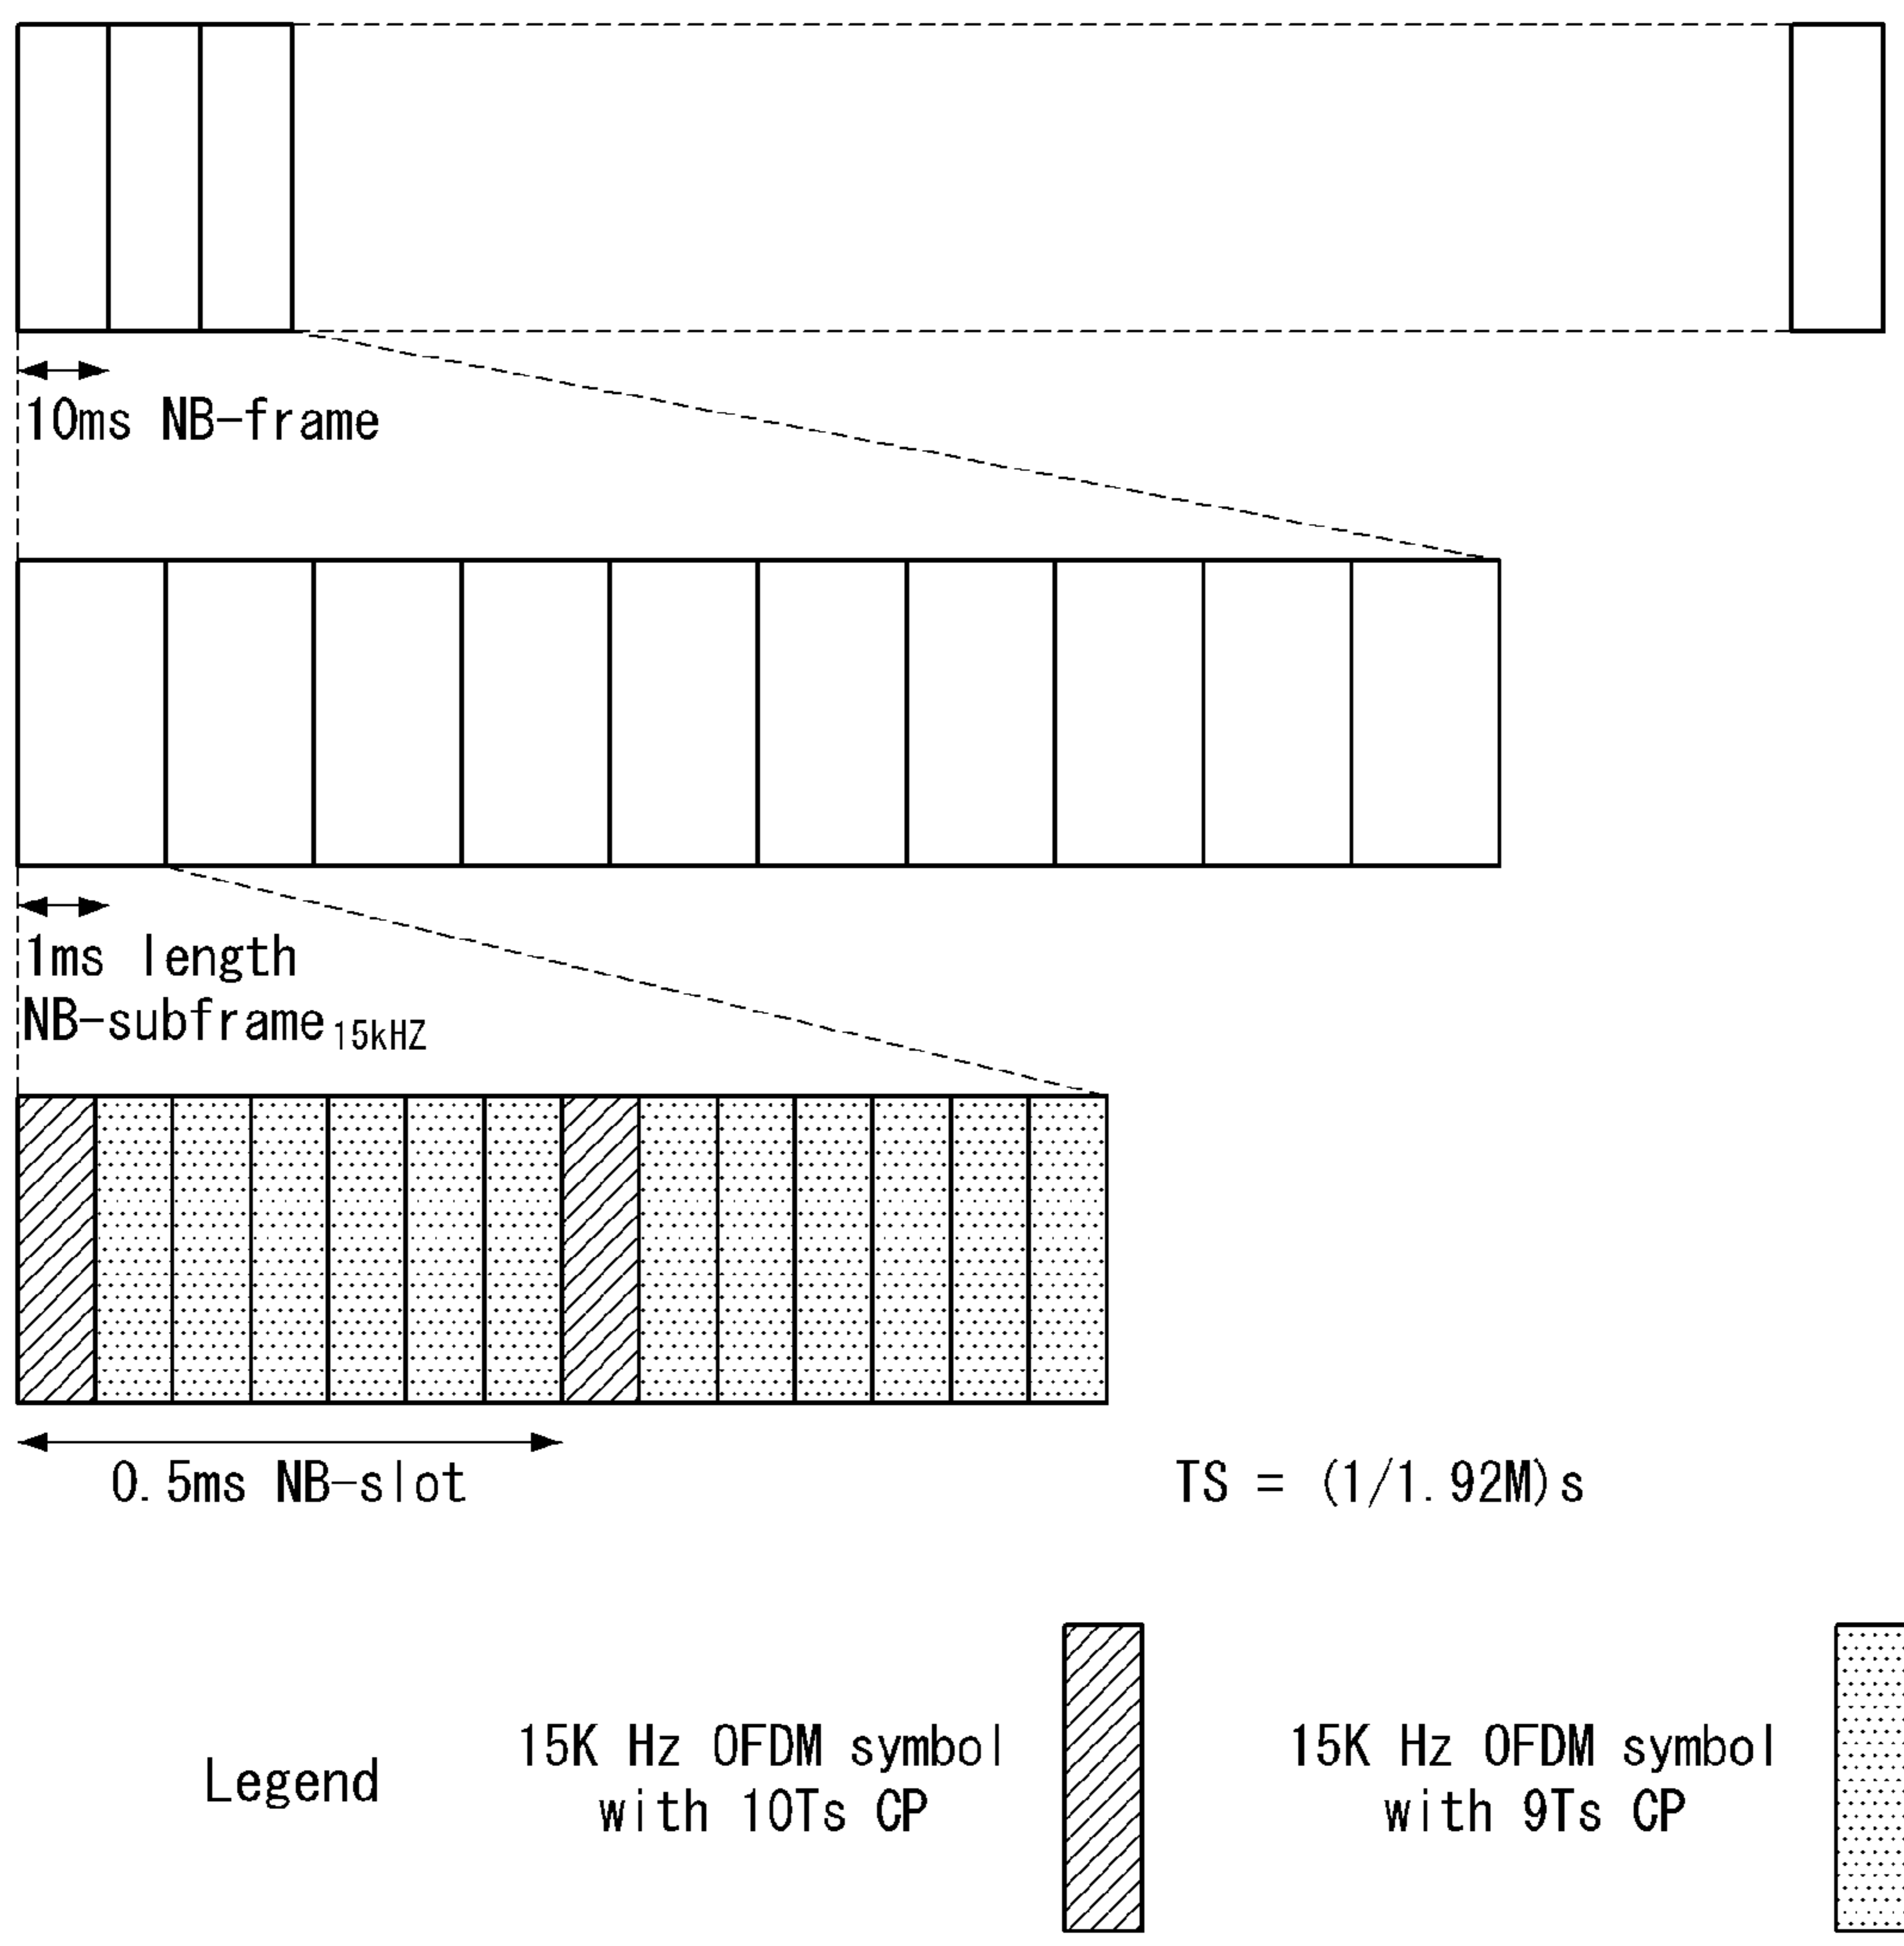 10ms NB-frame
1ms length
NB-subframe15kHZ
0.5ms NB-slot
TS = (1/1.92M)s
Legend
15K Hz OFDM symbol
with 10Ts CP
15K Hz OFDM symbol
with 9Ts CP